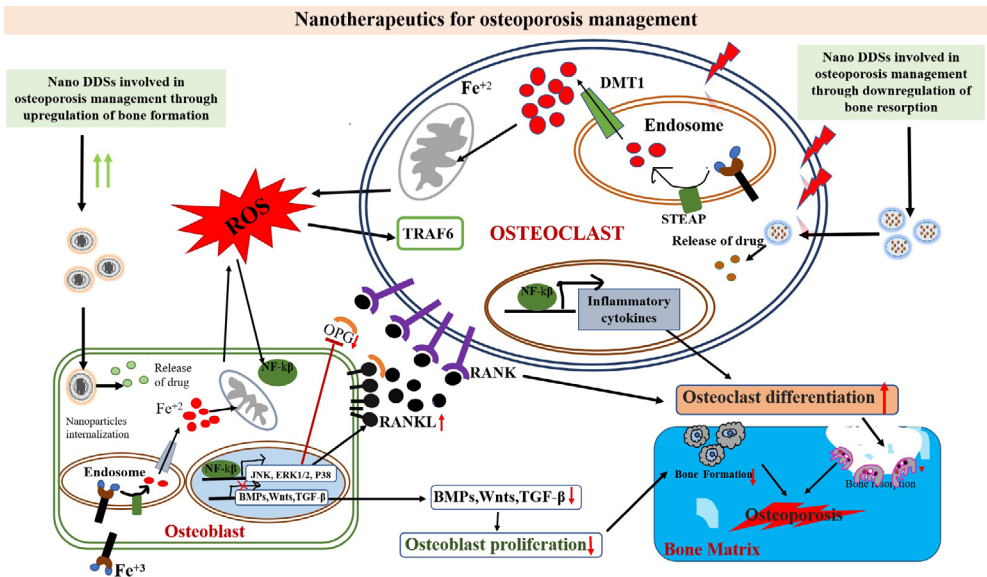 Nanotherapeutics for osteoporosis management
Nano DDSs involved in
osteoporosis management through
upregulation of bone formation
Nano DDSs involved in
osteoporosis management
through downregulation of
bone resorption
Fe+2
DMT1
Endosome
STEAP
ROS
TRAF6
OSTEOCLAST
Release of drug
NF-kβ
Inflammatory
cytokines
OPG
RANK
RANKL
Osteoclast differentiation
Release
of drug
NF-kβ
Nanoparticles
internalization
Fe+2
Endosome
NF-kβ
JNK, ERK1/2, P38
BMPs,Wnts,TGF-β
Osteoblast
Fe+3
BMPs,Wnts,TGF-β
Osteoblast proliferation
Bone Formation
Bone resorption
Osteoporosis
Bone Matrix